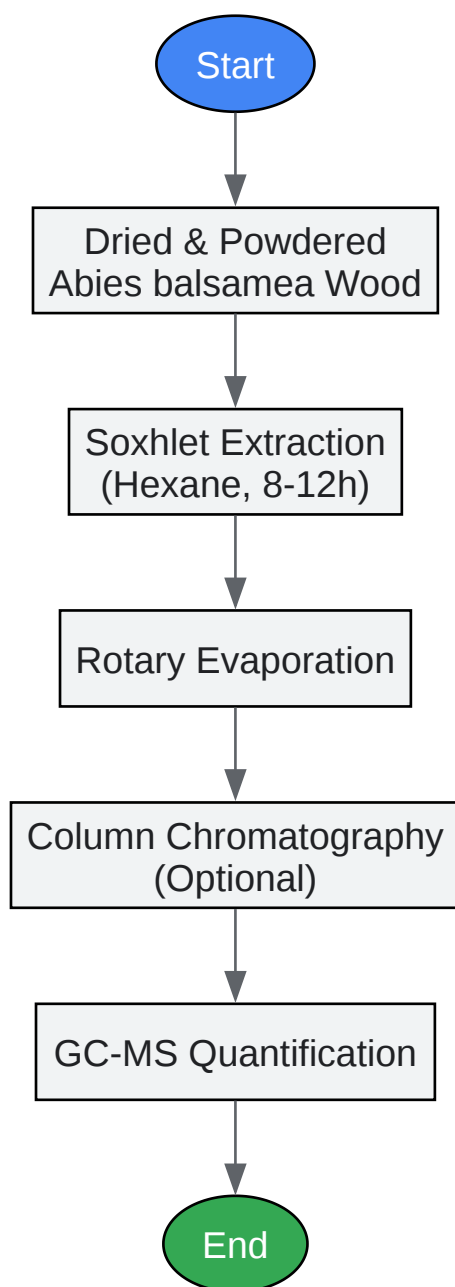 Start
Dried & Powdered
Abies balsamea Wood
Soxhlet Extraction
(Hexane, 8-12h)
Rotary Evaporation
Column Chromatography
(Optional)
GC-MS Quantification
End